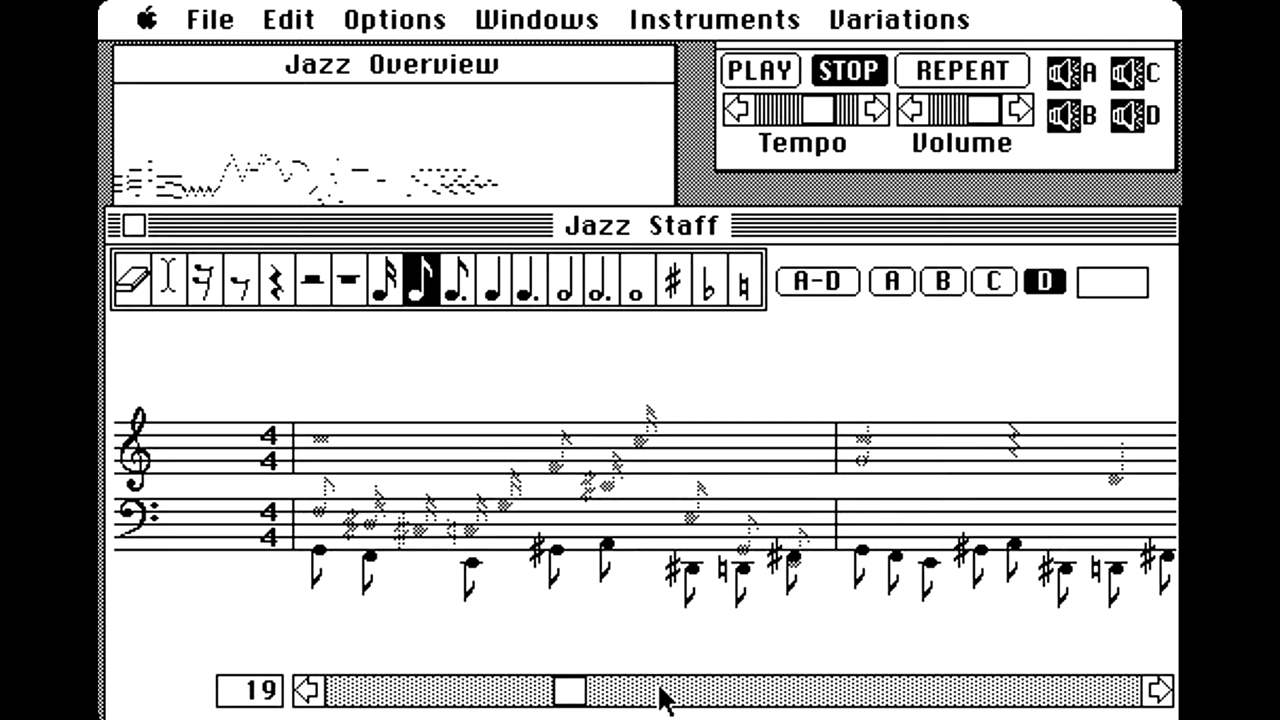 File Edit Options Windows Instruments Variations
Jazz Overview
PLAY STOP REPEAT A C
Tempo Volume B D
Jazz Staff
A-D A B C D
4
4
4
4
19